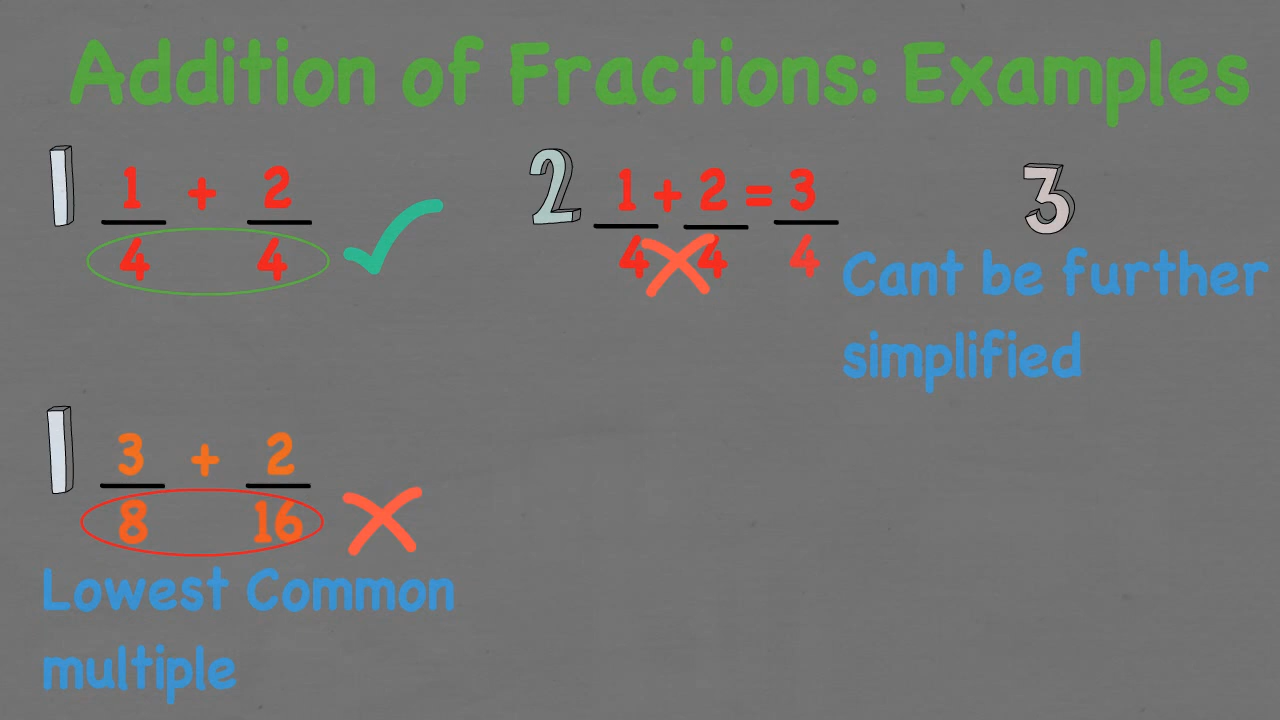 Addition of Fractions: Examples
1 1 + 2 2 1 + 2 = 3 3
4 4 4 4 4 Cant be further
simplified
1 3 + 2
8 16
Lowest Common
multiple